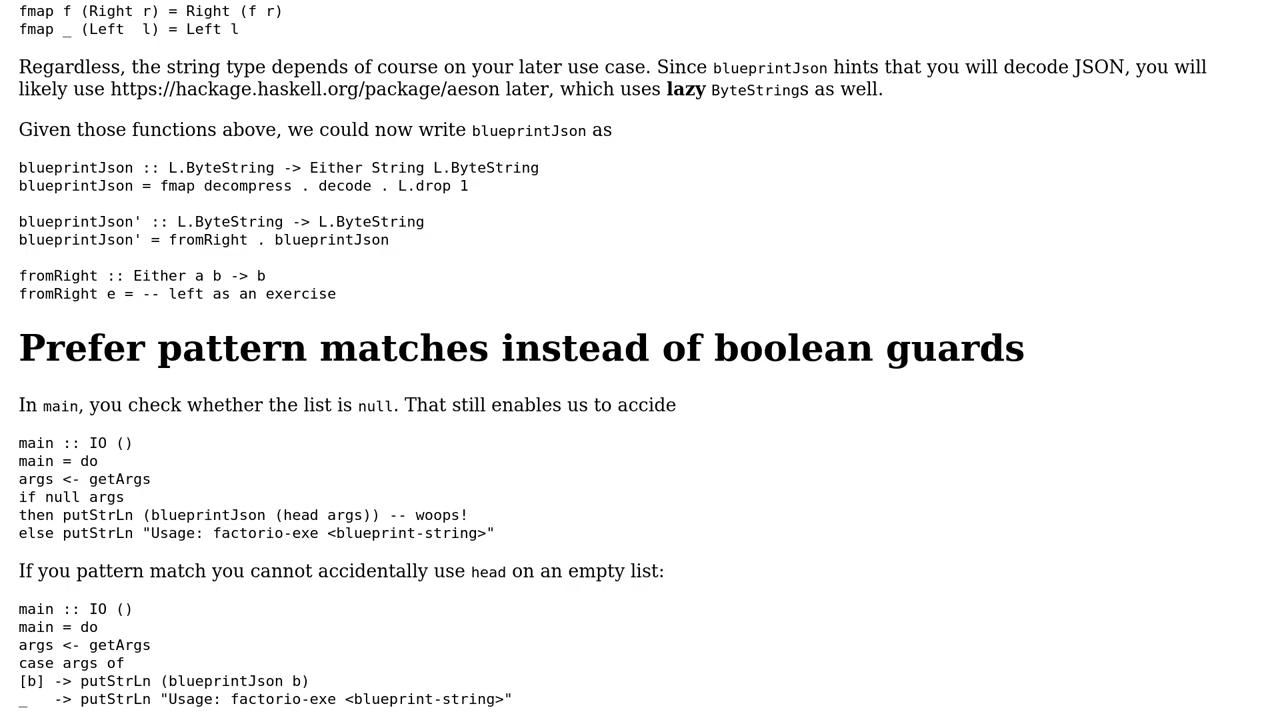 fmap f (Right r) = Right (f r)
fmap _ (Left  l) = Left l
Regardless, the string type depends of course on your later use case. Since blueprintJson hints that you will decode JSON, you will
likely use https://hackage.haskell.org/package/aeson later, which uses lazy ByteStrings as well.
Given those functions above, we could now write blueprintJson as
blueprintJson :: L.ByteString -> Either String L.ByteString
blueprintJson = fmap decompress . decode . L.drop 1
blueprintJson' :: L.ByteString -> L.ByteString
blueprintJson' = fromRight . blueprintJson
fromRight :: Either a b -> b
fromRight e = -- left as an exercise
Prefer pattern matches instead of boolean guards
In main, you check whether the list is null. That still enables us to accide
main :: IO ()
main = do
args <- getArgs
if null args
then putStrLn (blueprintJson (head args)) -- woops!
else putStrLn "Usage: factorio-exe <blueprint-string>"
If you pattern match you cannot accidentally use head on an empty list:
main :: IO ()
main = do
args <- getArgs
case args of
[b] -> putStrLn (blueprintJson b)
_   -> putStrLn "Usage: factorio-exe <blueprint-string>"